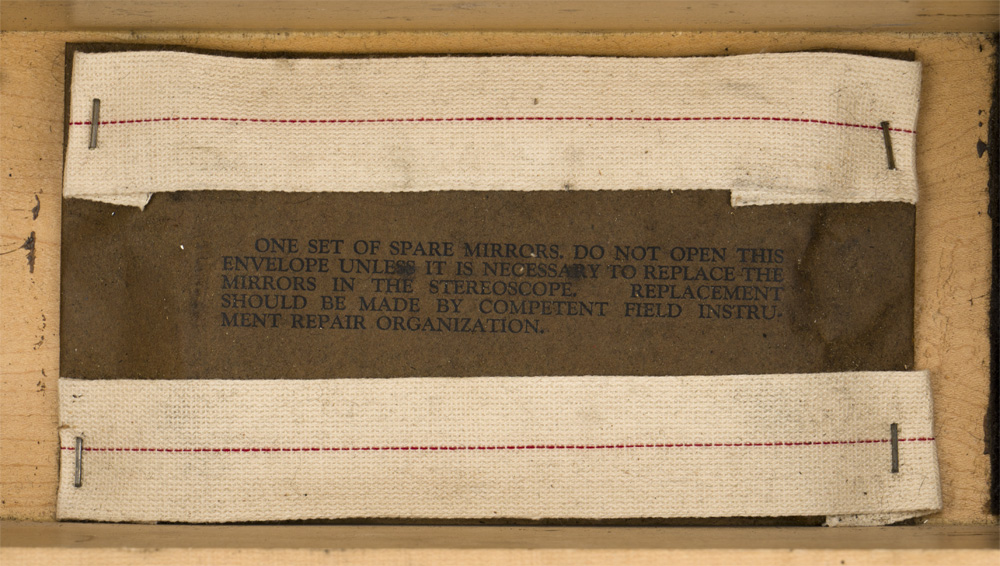 ONE SET OF SPARE MIRRORS. DO NOT OPEN THIS
ENVELOPE UNLESS IT IS NECESSARY TO REPLACE THE
MIRRORS IN THE STEREOSCOPE. REPLACEMENT
SHOULD BE MADE BY COMPETENT FIELD INSTRU-
MENT REPAIR ORGANIZATION.